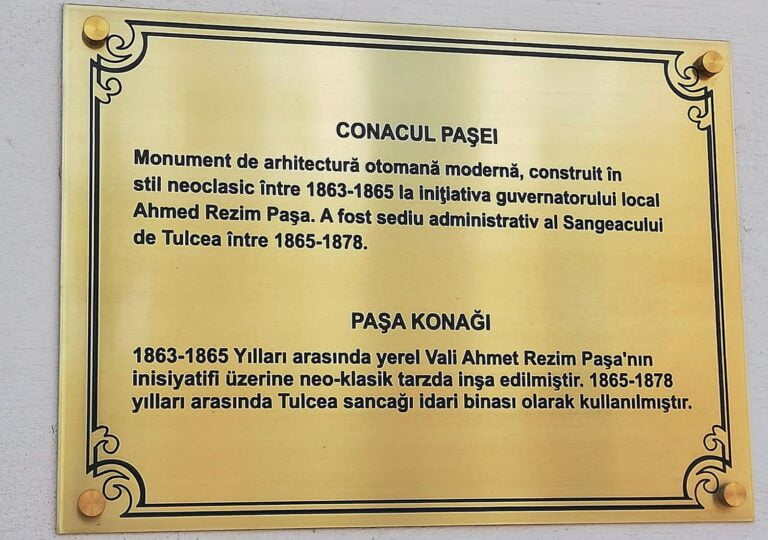 CONACUL PAŞEI
Monument de arhitectură otomană modernă, construit în
stil neoclasic între 1863-1865 la iniţiativa guvernatorului local
Ahmed Rezim Paşa. A fost sediu administrativ al Sangeacului
de Tulcea între 1865-1878.
PAŞA KONAĞI
1863-1865 Yılları arasında yerel Vali Ahmet Rezim Paşa'nın
inisiyatifi üzerine neo-klasik tarzda inşa edilmiştir. 1865-1878
yılları arasında Tulcea sancağı idari binası olarak kullanılmıştır.